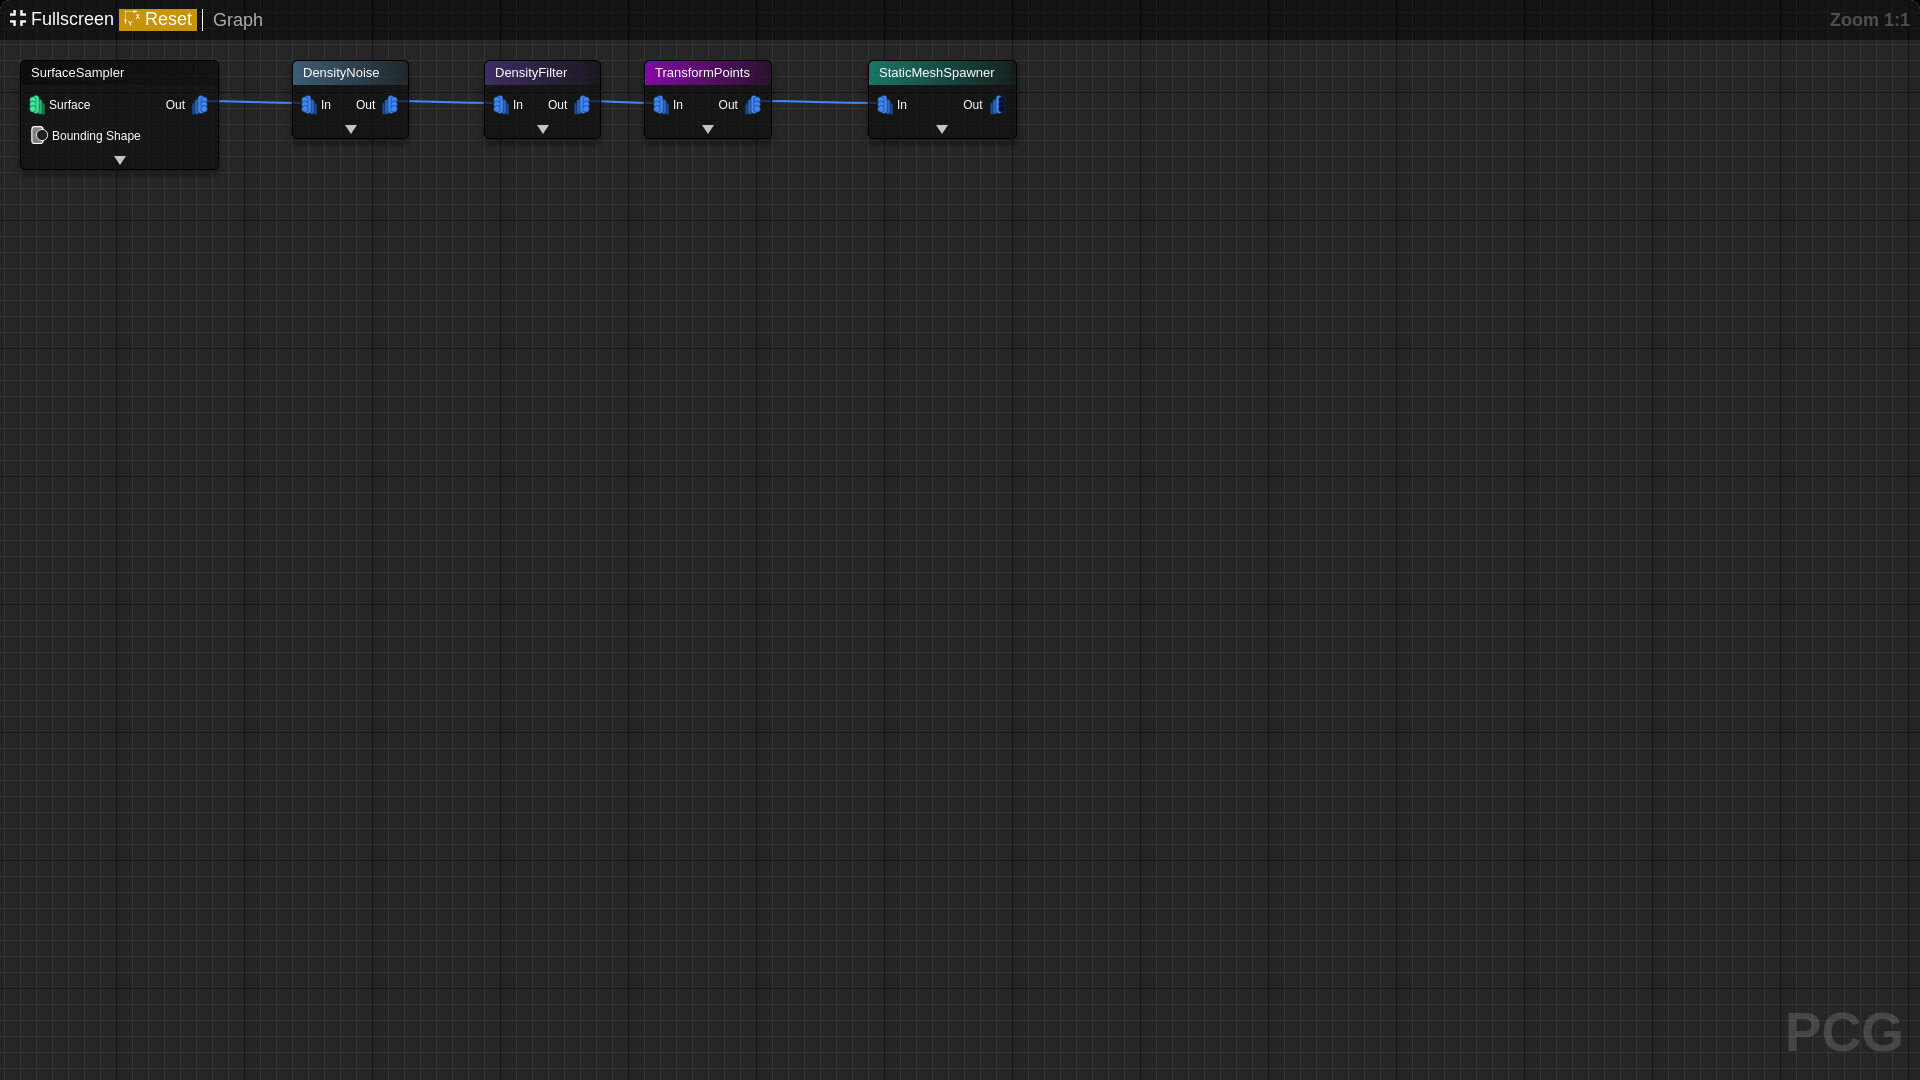 Fullscreen Reset Graph Zoom 1:1
SurfaceSampler
Surface Out
Bounding Shape
DensityNoise
In Out
DensityFilter
In Out
TransformPoints
In Out
StaticMeshSpawner
In Out
PCG